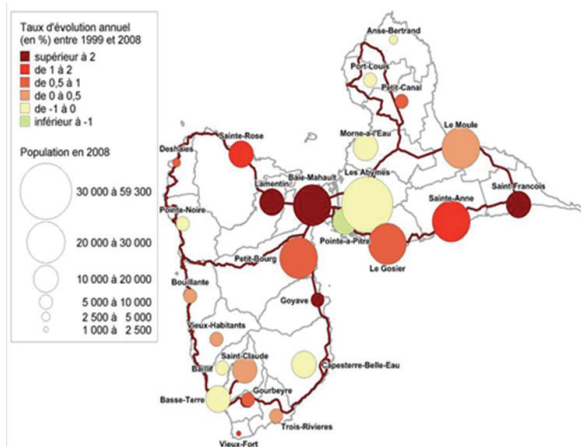 Taux d'évolution annuel
(en %) entre 1999 et 2008
supérieur à 2
de 1 à 2
de 0,5 à 1
de 0 à 0,5
de -1 à 0
inférieur à -1
Population en 2008
30 000 à 59 300
20 000 à 30 000
10 000 à 20 000
5 000 à 10 000
2 500 à 5 000
1 000 à 2 500
Anse-Bertrand
Port-Louis
Petit-Canal
Morne-a-l'Eau
Le Moule
Sainte-Rose
Deshaies
Lamentin
Baie-Mahault
Les Abymes
Saint-François
Sainte-Anne
Pointe-Noire
Pointe-a-Pitre
Le Gosier
Petit-Bourg
Bouillante
Goyave
Vieux-Habitants
Saint-Claude
Baillif
Capesterre-Belle-Eau
Basse-Terre
Gourbeyre
Trois-Rivieres
Vieux-Fort